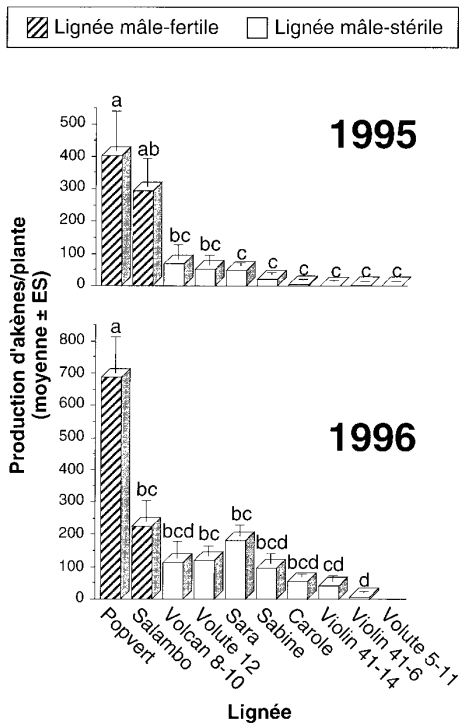 Lignée mâle-fertile Lignée mâle-stérile
1995
Production d'akènes/plante
(moyenne ± ES)
500
400
300
200
100
0
a ab bc bc c c c c c c
1996
800
700
600
500
400
300
200
100
0
a bc bcd bc bc bcd bcd cd d
Popvert
Salambo
Volcan 8-10
Volute 12
Sara
Sabine
Carole
Violin 41-14
Violin 41-6
Volute 5-11
Lignée